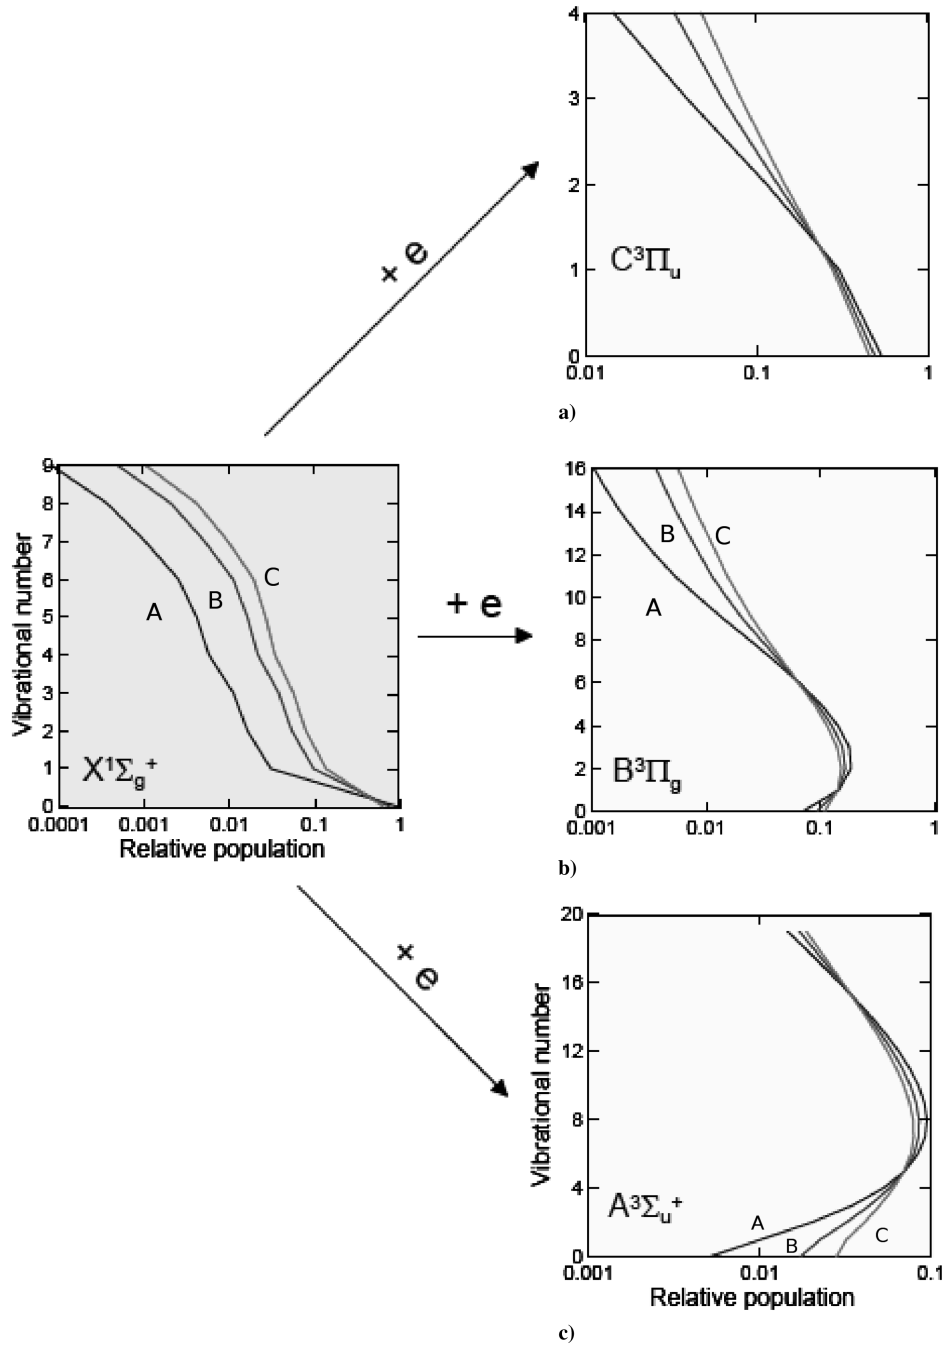 4
3
2
1
0
0.01
0.1
1
C³Πu
a)
+ e
9
8
7
6
5
4
3
2
1
0
Vibrational number
A
B
C
X¹Σg⁺
0.0001
0.001
0.01
0.1
1
Relative population
+ e
16
14
12
10
8
6
4
2
0
B
C
A
B³Πg
0.001
0.01
0.1
1
b)
+ e
20
16
12
8
4
0
Vibrational number
A³Σu⁺
A
B
C
0.001
0.01
0.1
Relative population
c)